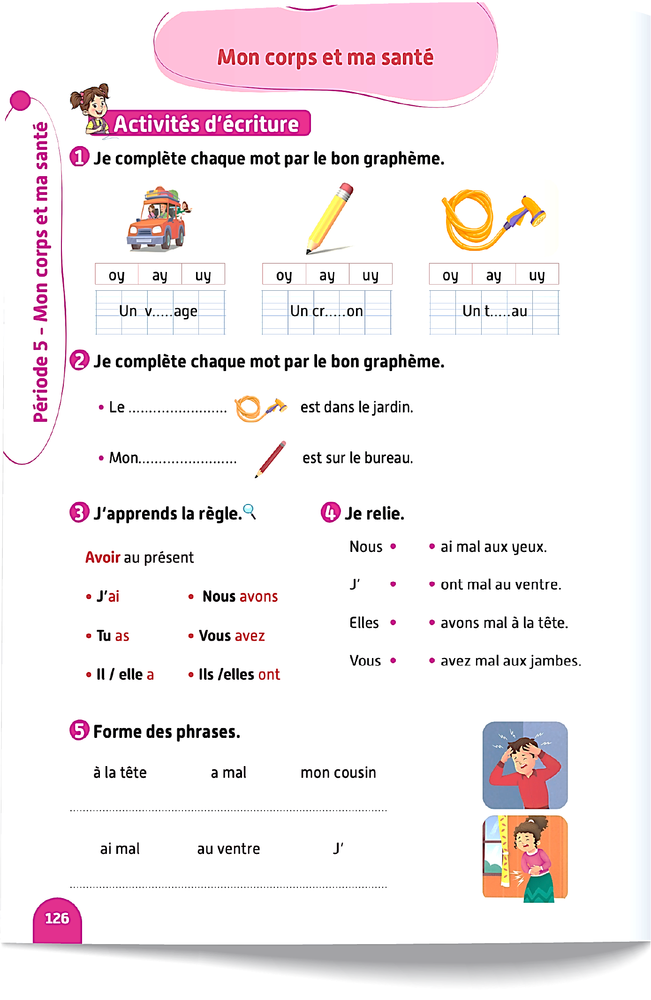 Mon corps et ma santé
Période 5 – Mon corps et ma santé
Activités d'écriture
1 Je complète chaque mot par le bon graphème.
oy ay uy oy ay uy oy ay uy
Un v.....age Un cr.....on Un t.....au
2 Je complète chaque mot par le bon graphème.
• Le ........................ est dans le jardin.
• Mon........................ est sur le bureau.
3 J'apprends la règle.
Avoir au présent
• J'ai • Nous avons
• Tu as • Vous avez
• Il / elle a • Ils /elles ont
4 Je relie.
Nous • • ai mal aux yeux.
J' • • ont mal au ventre.
Elles • • avons mal à la tête.
Vous • • avez mal aux jambes.
5 Forme des phrases.
à la tête a mal mon cousin
................................................................................
ai mal au ventre J'
................................................................................
126